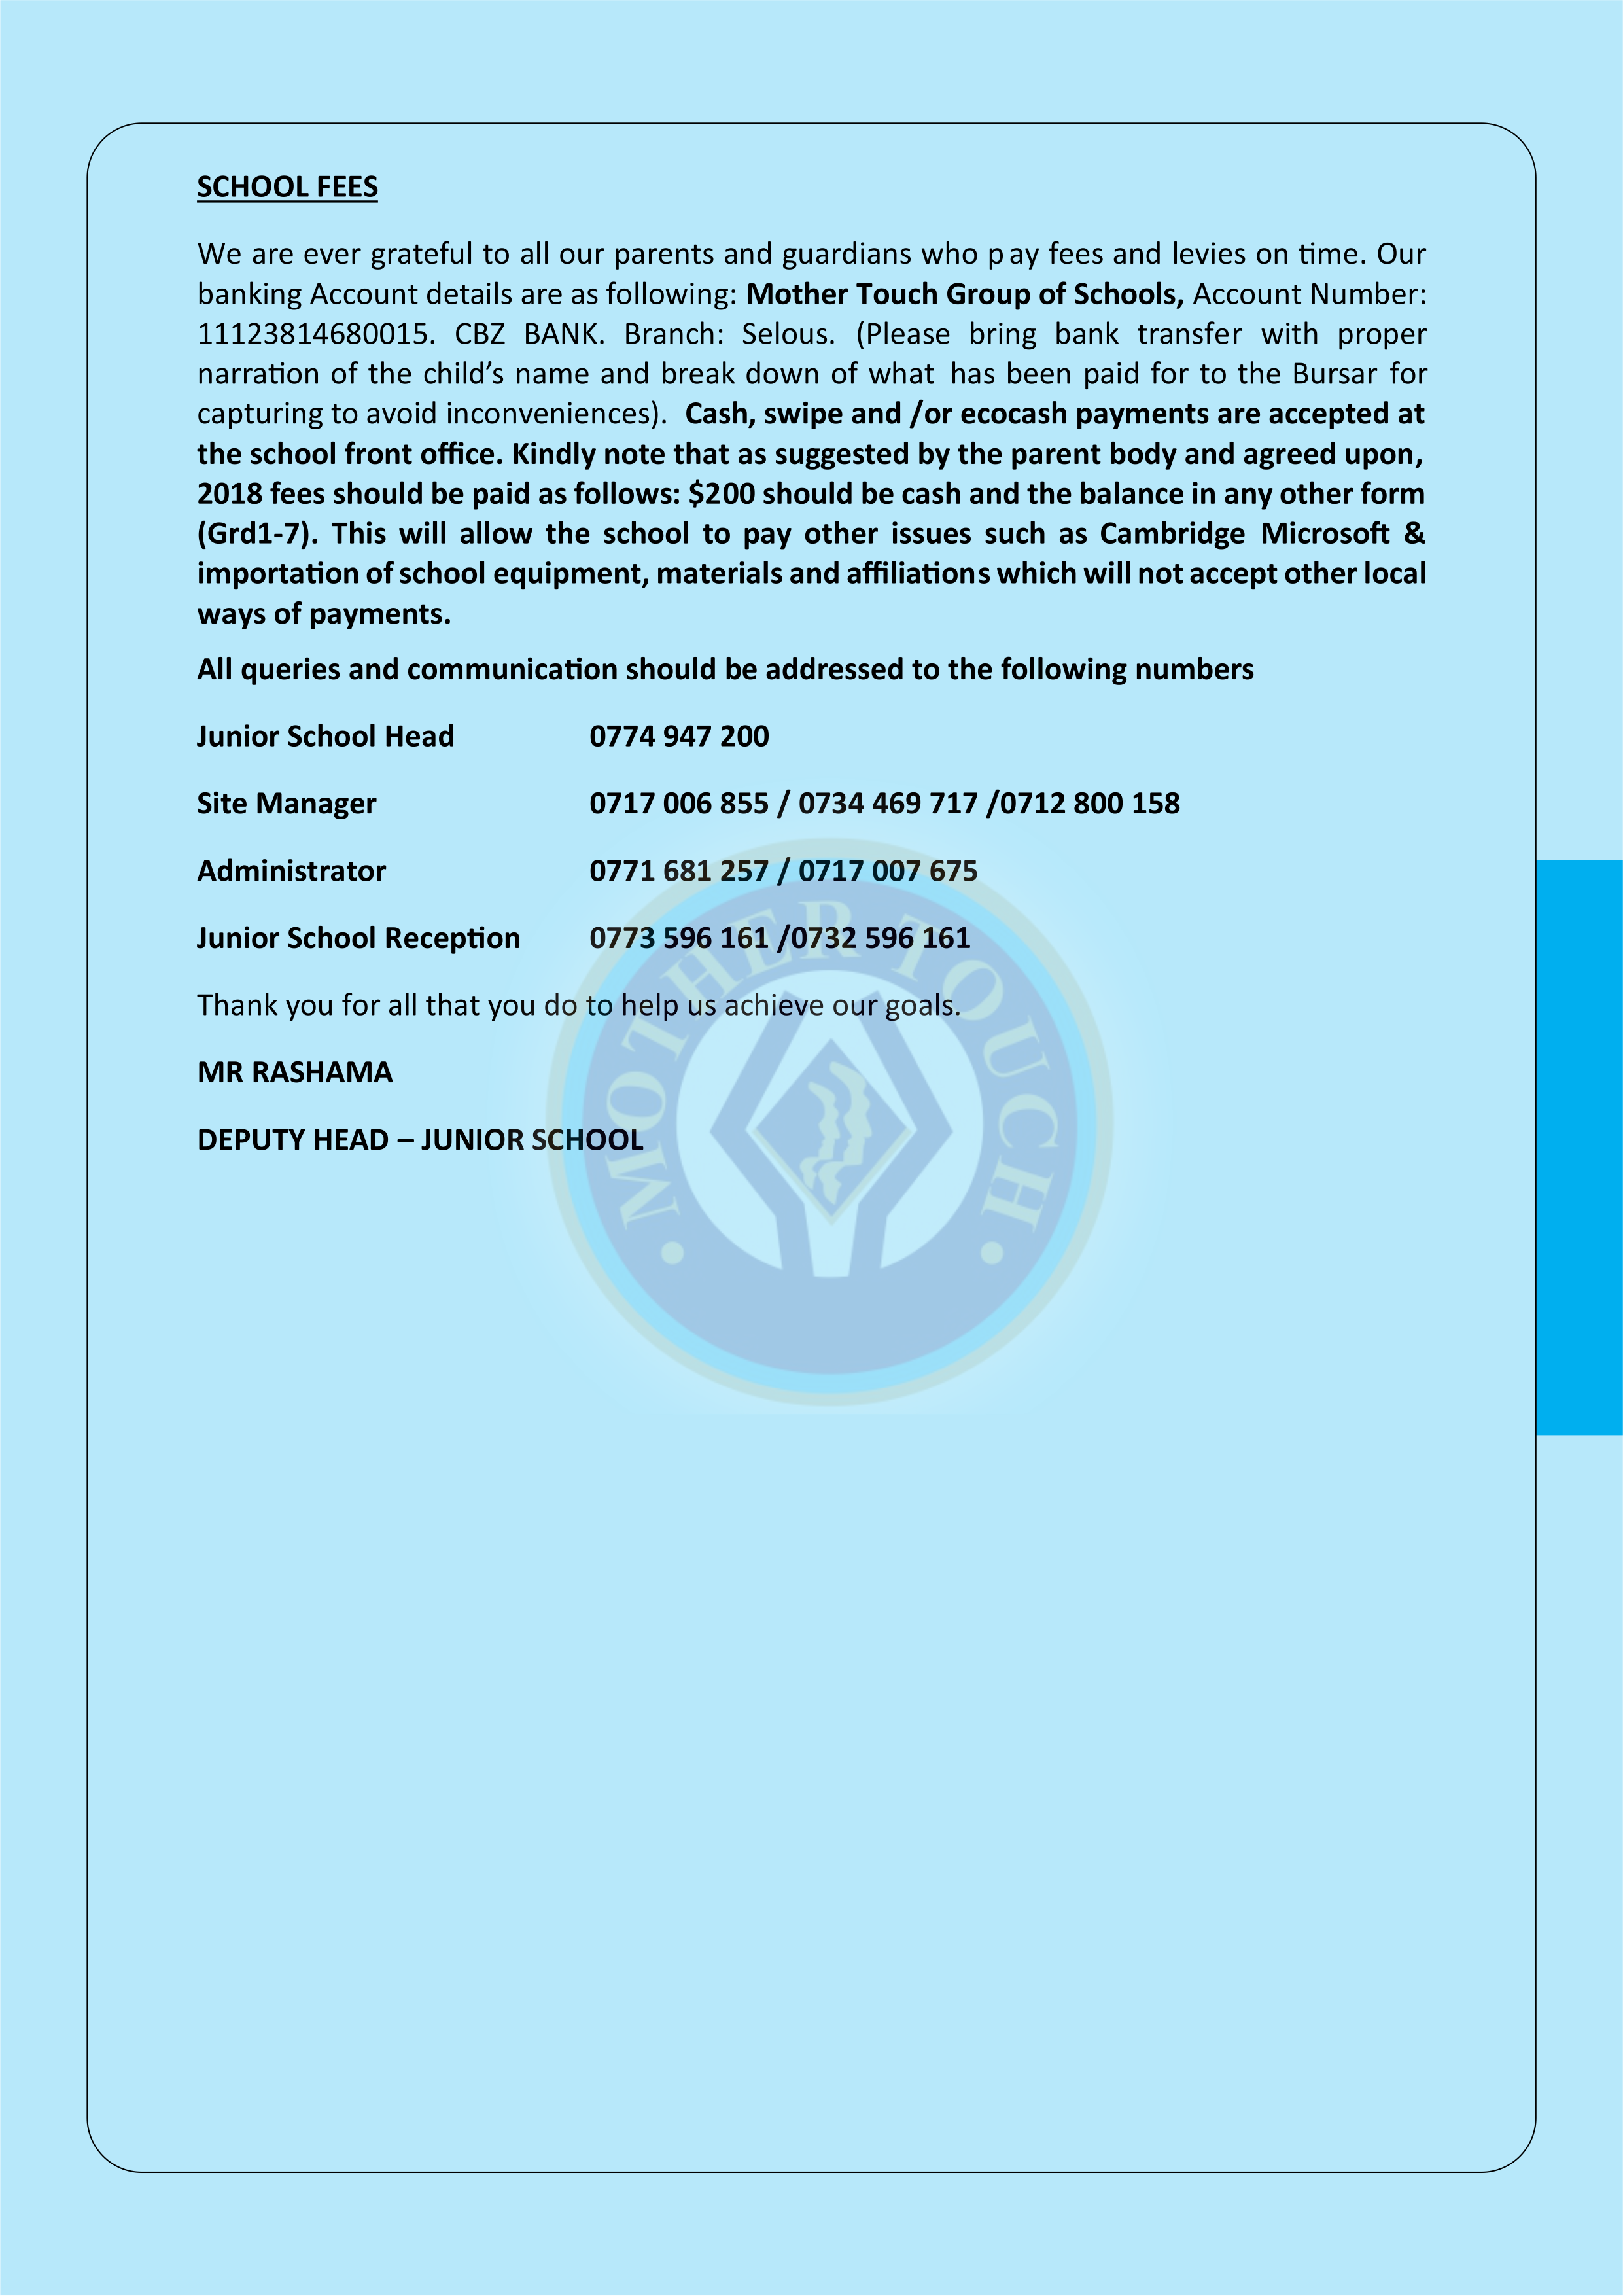 SCHOOL FEES
We are ever grateful to all our parents and guardians who pay fees and levies on time. Our
banking Account details are as following: Mother Touch Group of Schools, Account Number:
11123814680015. CBZ BANK. Branch: Selous. (Please bring bank transfer with proper
narration of the child’s name and break down of what has been paid for to the Bursar for
capturing to avoid inconveniences). Cash, swipe and /or ecocash payments are accepted at
the school front office. Kindly note that as suggested by the parent body and agreed upon,
2018 fees should be paid as follows: $200 should be cash and the balance in any other form
(Grd1-7). This will allow the school to pay other issues such as Cambridge Microsoft &
importation of school equipment, materials and affiliations which will not accept other local
ways of payments.
All queries and communication should be addressed to the following numbers
Junior School Head 0774 947 200
Site Manager 0717 006 855 / 0734 469 717 /0712 800 158
Administrator 0771 681 257 / 0717 007 675
Junior School Reception 0773 596 161 /0732 596 161
Thank you for all that you do to help us achieve our goals.
MR RASHAMA
DEPUTY HEAD – JUNIOR SCHOOL
• MOTHER TOUCH •